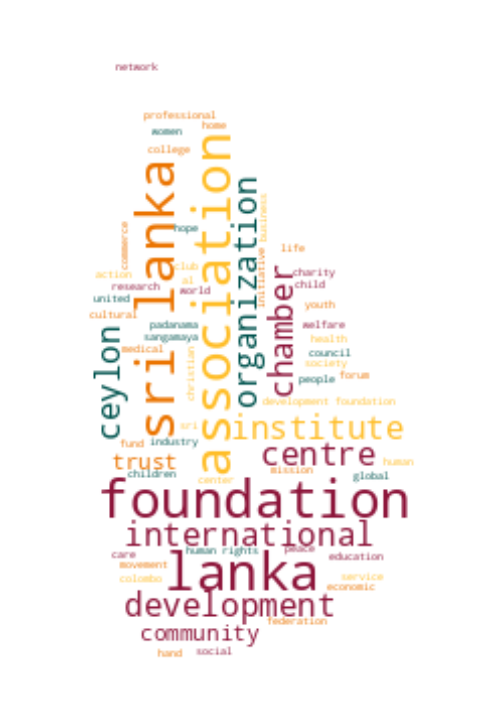 network
professional
home
women
college
sri lanka
association
organization
hope
business
commerce
life
club
initiative
charity
action
al
child
research
world
united
chamber
youth
cultural
padanama
welfare
ceylon
sangamaya
health
medical
council
christian
society
people
forum
development foundation
sri
institute
fund
industry
centre
trust
human
mission
children
global
center
foundation
international
human rights
peace
care
education
movement
lanka
colombo
service
economic
development
federation
community
hand
social